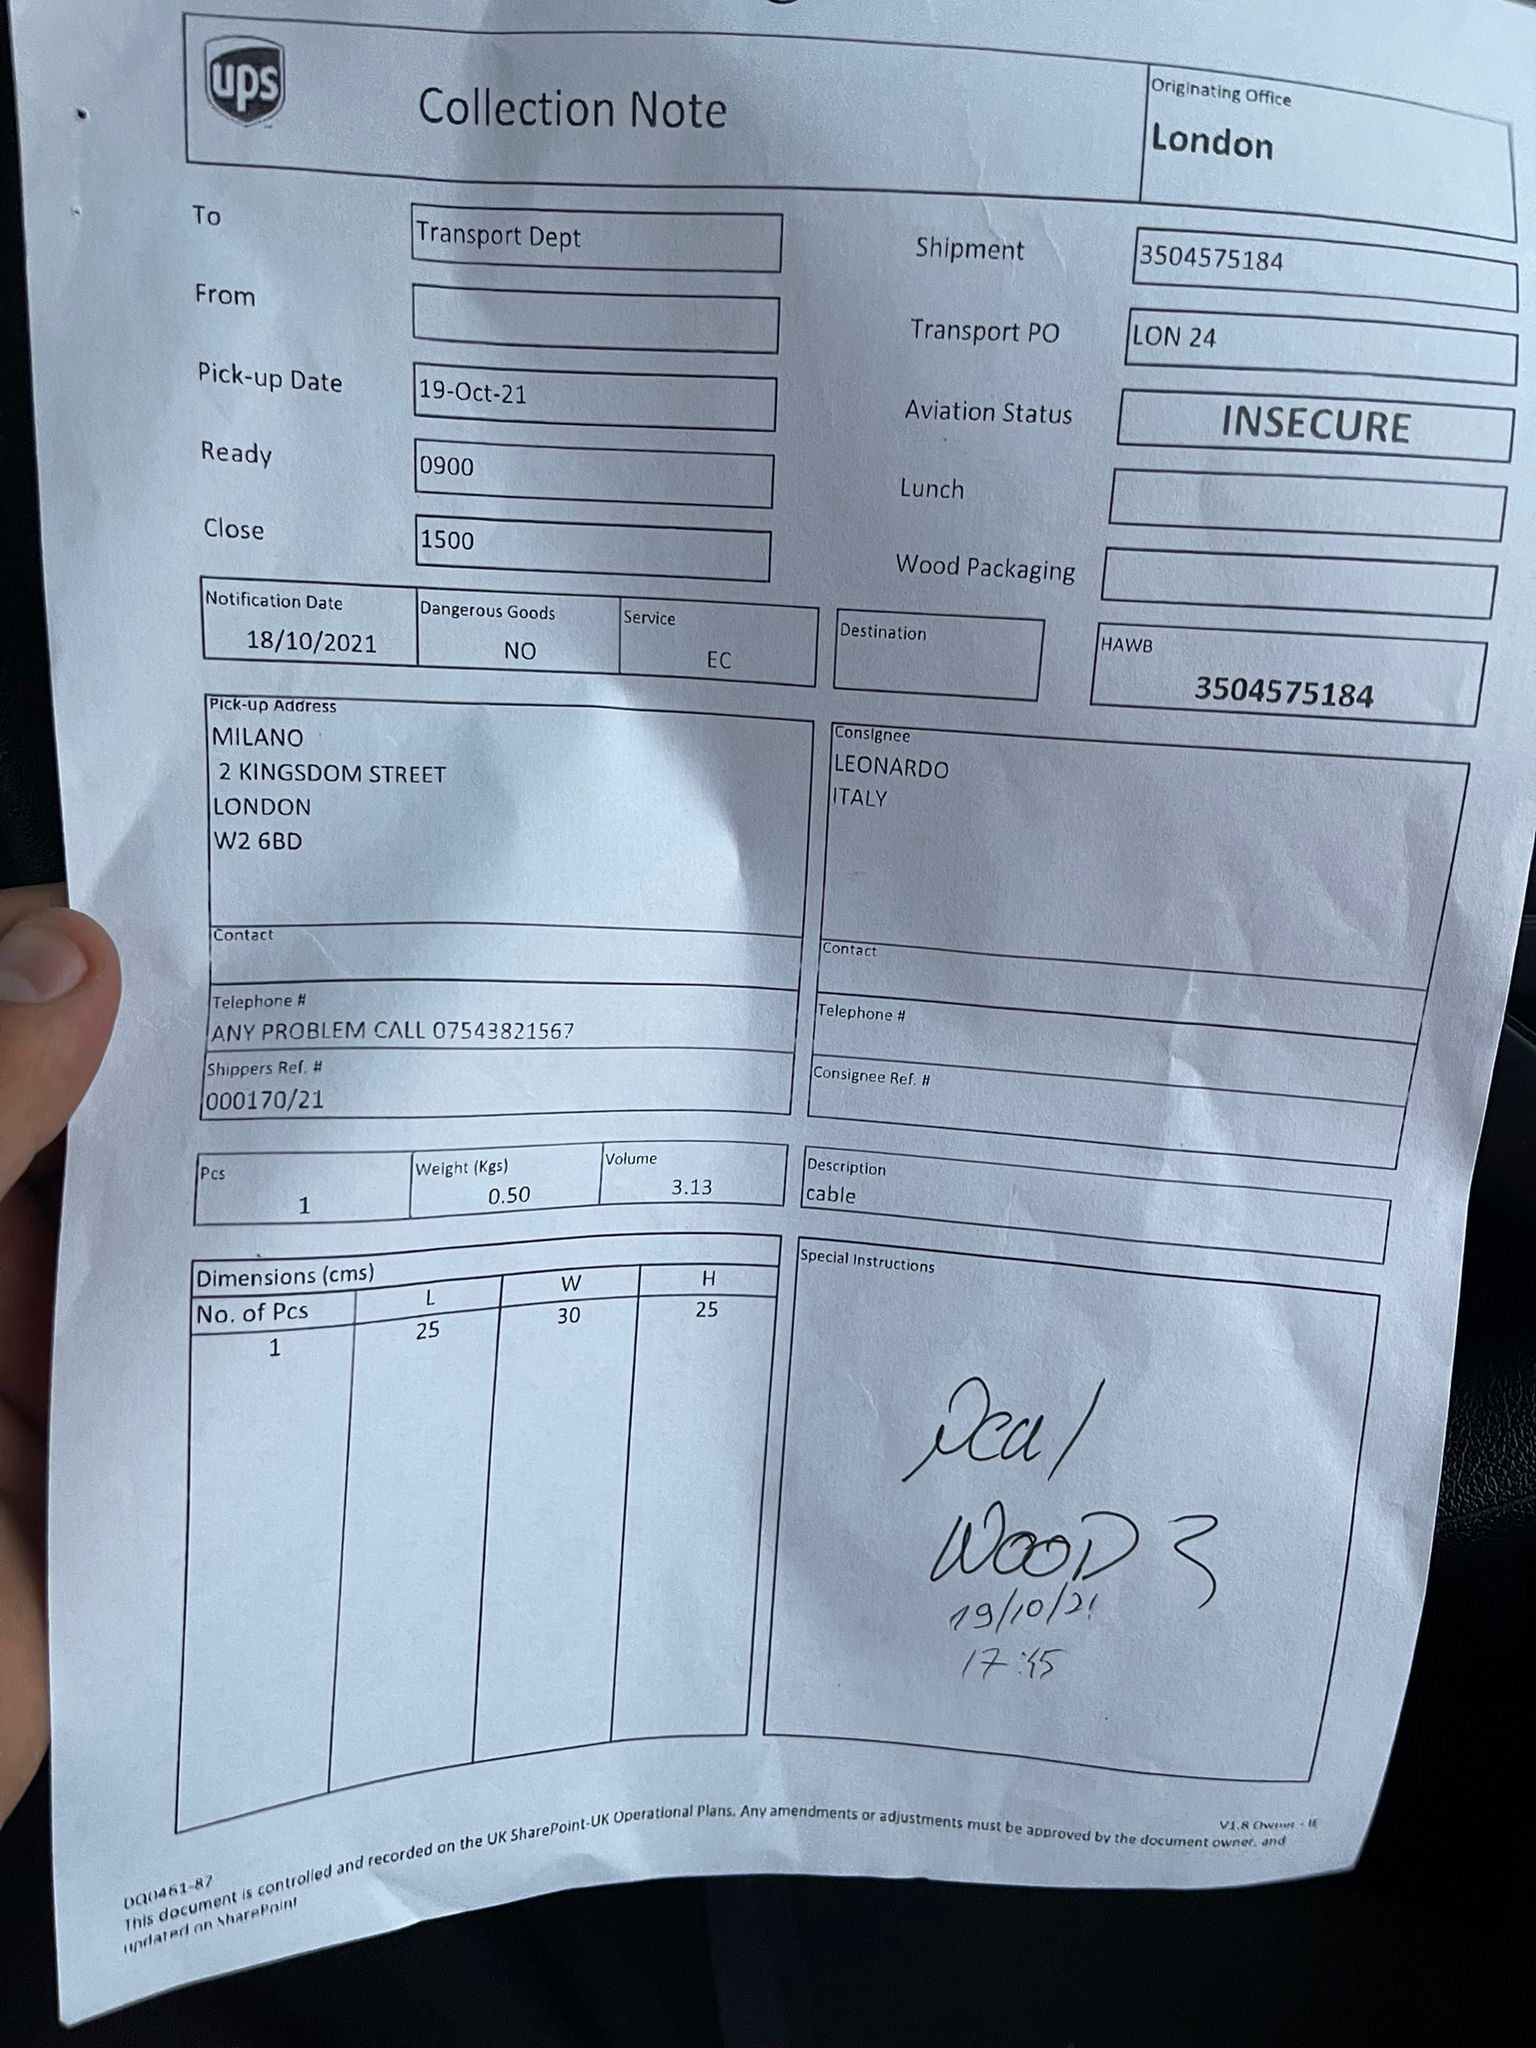 ups
Collection Note
Originating Office
London
To
Transport Dept
From
Pick-up Date
19-Oct-21
Ready
0900
Close
1500
Shipment
3504575184
Transport PO
LON 24
Aviation Status
INSECURE
Lunch
Wood Packaging
Notification Date
18/10/2021
Dangerous Goods
NO
Service
EC
Destination
HAWB
3504575184
Pick-up Address
MILANO
2 KINGSDOM STREET
LONDON
W2 6BD
Contact
Telephone #
ANY PROBLEM CALL 07543821567
Shippers Ref. #
000170/21
Consignee
LEONARDO
ITALY
Contact
Telephone #
Consignee Ref. #
Pcs
1
Weight (Kgs)
0.50
Volume
3.13
Description
cable
Dimensions (cms)
No. of Pcs L W H
1 25 30 25
Special Instructions
WOOD
19/10/21
17:45
V1.8 Owner - IE
DQ0461-87
This document is controlled and recorded on the UK SharePoint-UK Operational Plans. Any amendments or adjustments must be approved by the document owner, and
updated on SharePoint